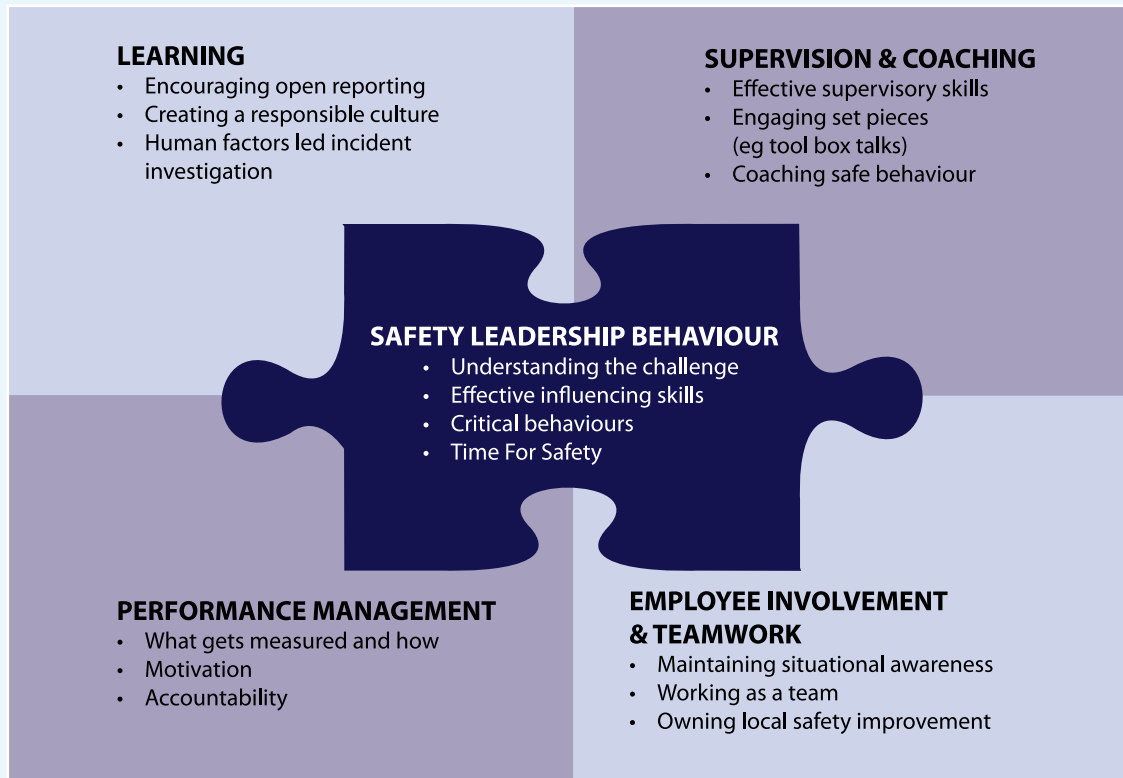 LEARNING
• Encouraging open reporting
• Creating a responsible culture
• Human factors led incident
investigation
SUPERVISION & COACHING
• Effective supervisory skills
• Engaging set pieces
(eg tool box talks)
• Coaching safe behaviour
SAFETY LEADERSHIP BEHAVIOUR
• Understanding the challenge
• Effective influencing skills
• Critical behaviours
• Time For Safety
PERFORMANCE MANAGEMENT
• What gets measured and how
• Motivation
• Accountability
EMPLOYEE INVOLVEMENT
& TEAMWORK
• Maintaining situational awareness
• Working as a team
• Owning local safety improvement